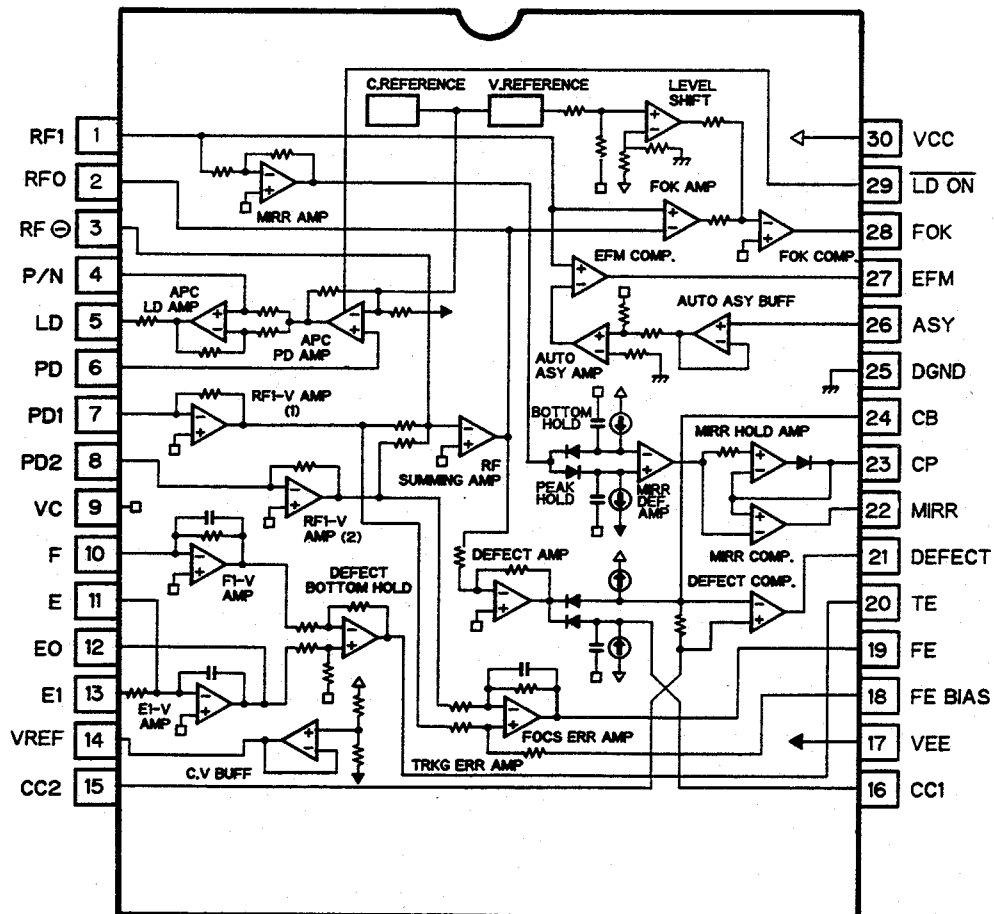 C.REFERENCE
V.REFERENCE
LEVEL
SHIFT
RF1 1
RFO 2
RF ⊖ 3
P/N 4
LD 5
PD 6
PD1 7
PD2 8
VC 9
F 10
E 11
EO 12
E1 13
VREF 14
CC2 15
30 VCC
29 LD ON
28 FOK
27 EFM
26 ASY
25 DGND
24 CB
23 CP
22 MIRR
21 DEFECT
20 TE
19 FE
18 FE BIAS
17 VEE
16 CC1
MIRR AMP
FOK AMP
FOK COMP.
EFM COMP.
APC
LD AMP
APC
PD AMP
AUTO ASY BUFF
AUTO
ASY AMP
RF1-V AMP
(1)
RF
SUMMING AMP
BOTTOM
HOLD
PEAK
HOLD
MIRR
DEF.
AMP
MIRR HOLD AMP
MIRR COMP.
RF1-V
AMP (2)
F1-V
AMP
DEFECT
BOTTOM HOLD
DEFECT AMP
DEFECT COMP.
E1-V
AMP
C.V BUFF
TRKG ERR AMP
FOCS ERR AMP
+
−